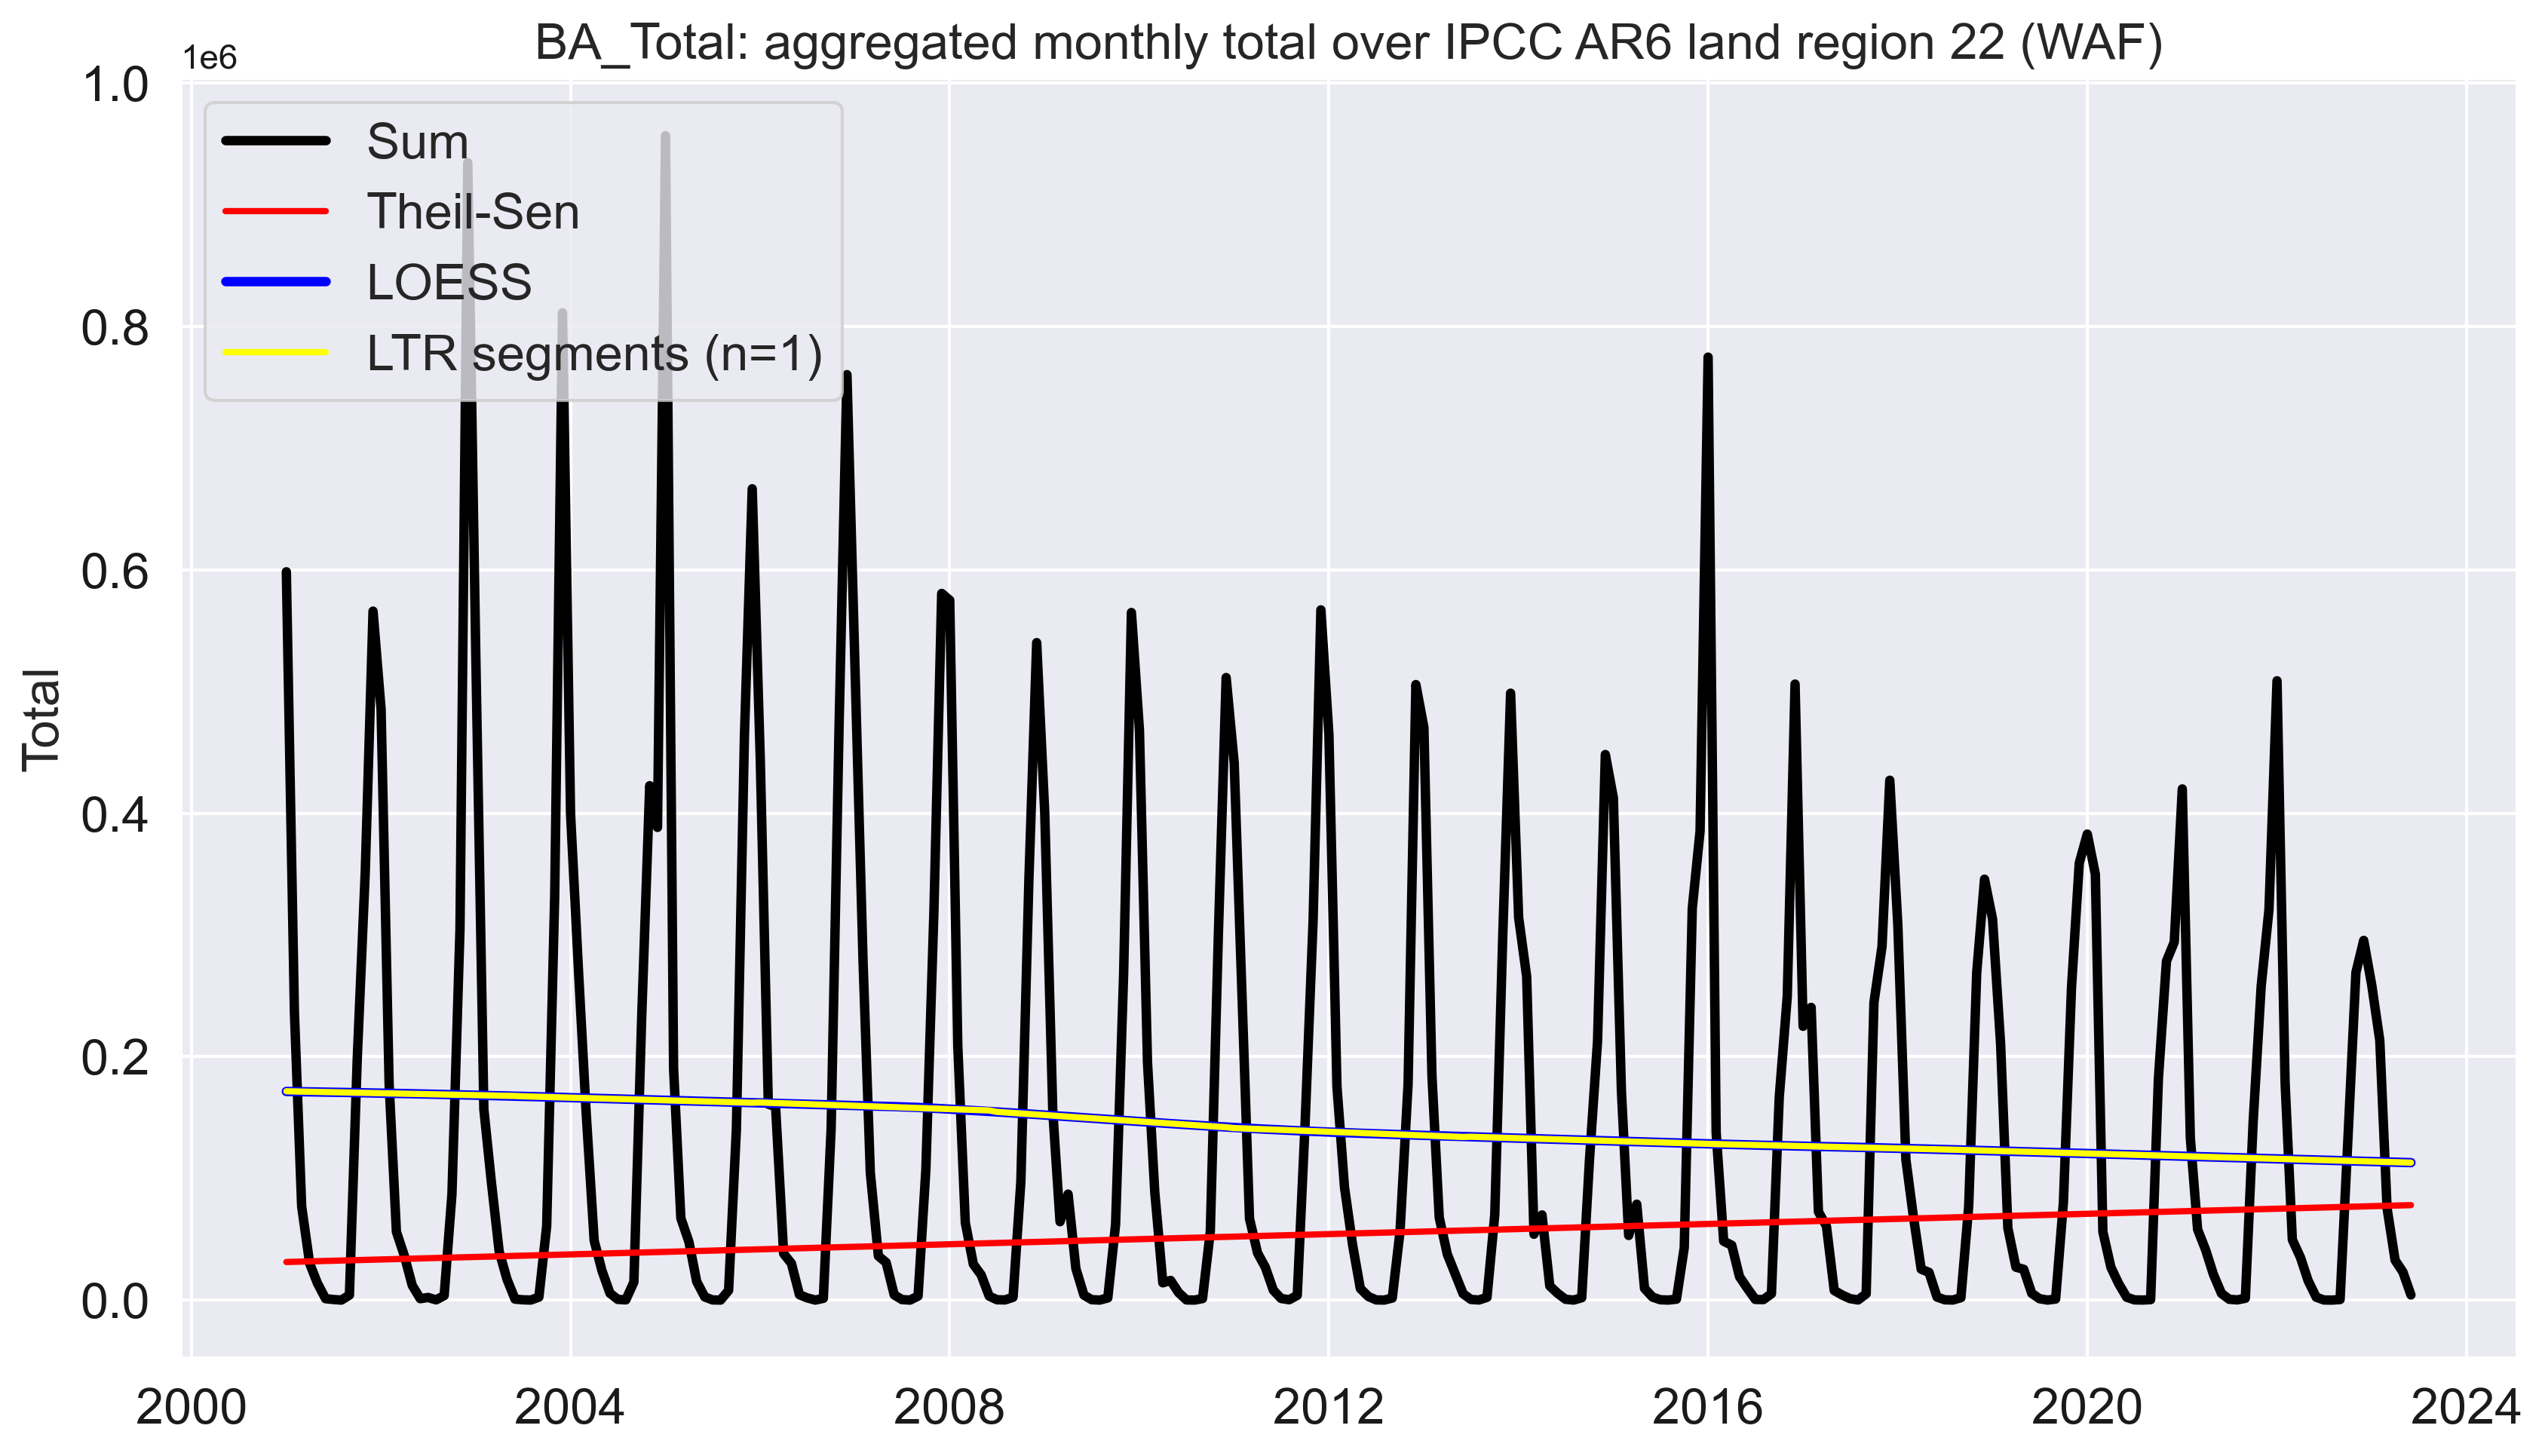 BA_Total: aggregated monthly total over IPCC AR6 land region 22 (WAF)
1e6
1.0
0.8
0.6
0.4
0.2
0.0
Total
Sum
Theil-Sen
LOESS
LTR segments (n=1)
2000 2004 2008 2012 2016 2020 2024